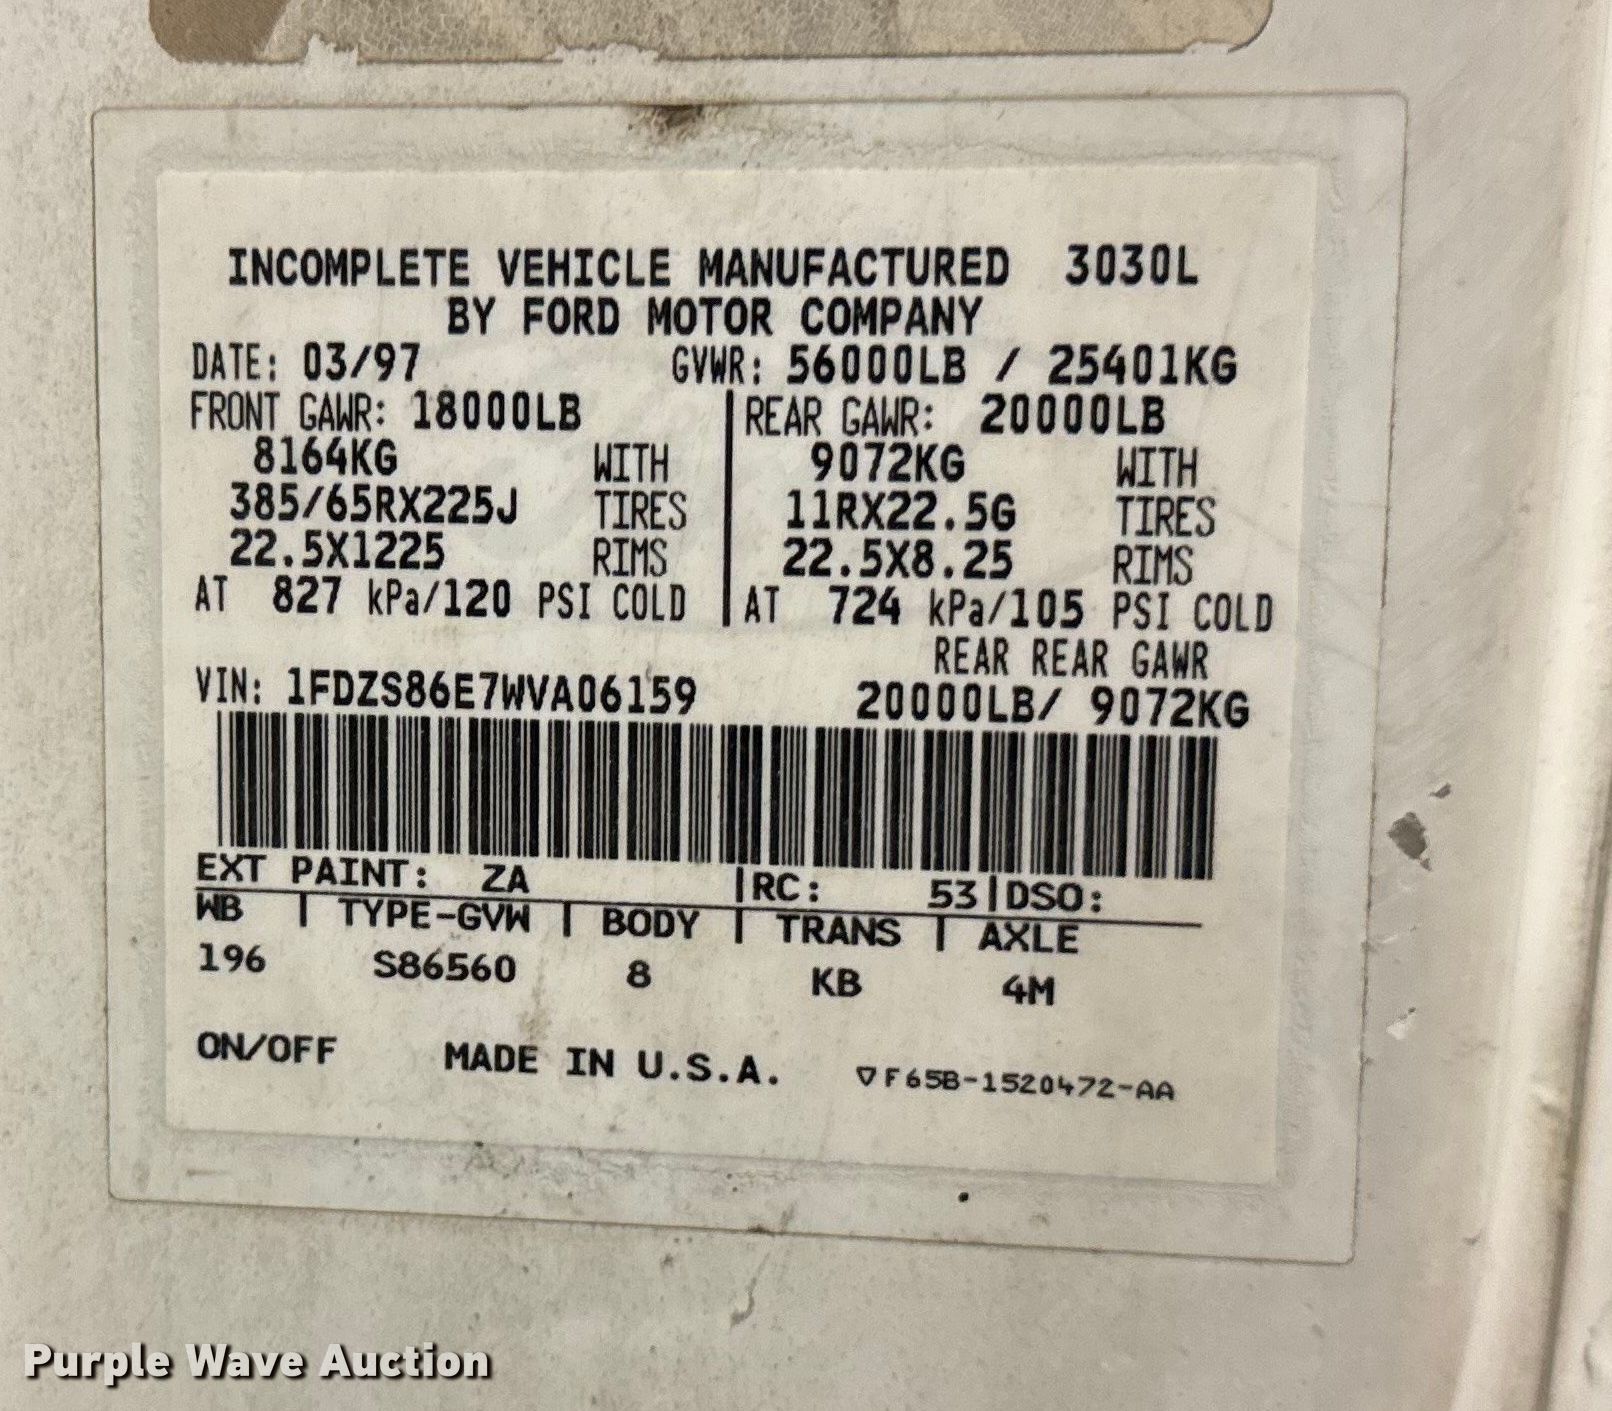 INCOMPLETE VEHICLE MANUFACTURED 3030L
BY FORD MOTOR COMPANY
DATE: 03/97 GVWR: 56000LB / 25401KG
FRONT GAWR: 18000LB REAR GAWR: 20000LB
8164KG WITH 9072KG WITH
385/65RX225J TIRES 11RX22.5G TIRES
22.5X1225 RIMS 22.5X8.25 RIMS
AT 827 kPa/120 PSI COLD AT 724 kPa/105 PSI COLD
REAR REAR GAWR
VIN: 1FDZS86E7WVA06159 20000LB/ 9072KG
EXT PAINT: ZA RC: 53 DSO:
WB TYPE-GVW BODY TRANS AXLE
196 S86560 8 KB 4M
ON/OFF MADE IN U.S.A. ▽F65B-1520472-AA
Purple Wave Auction